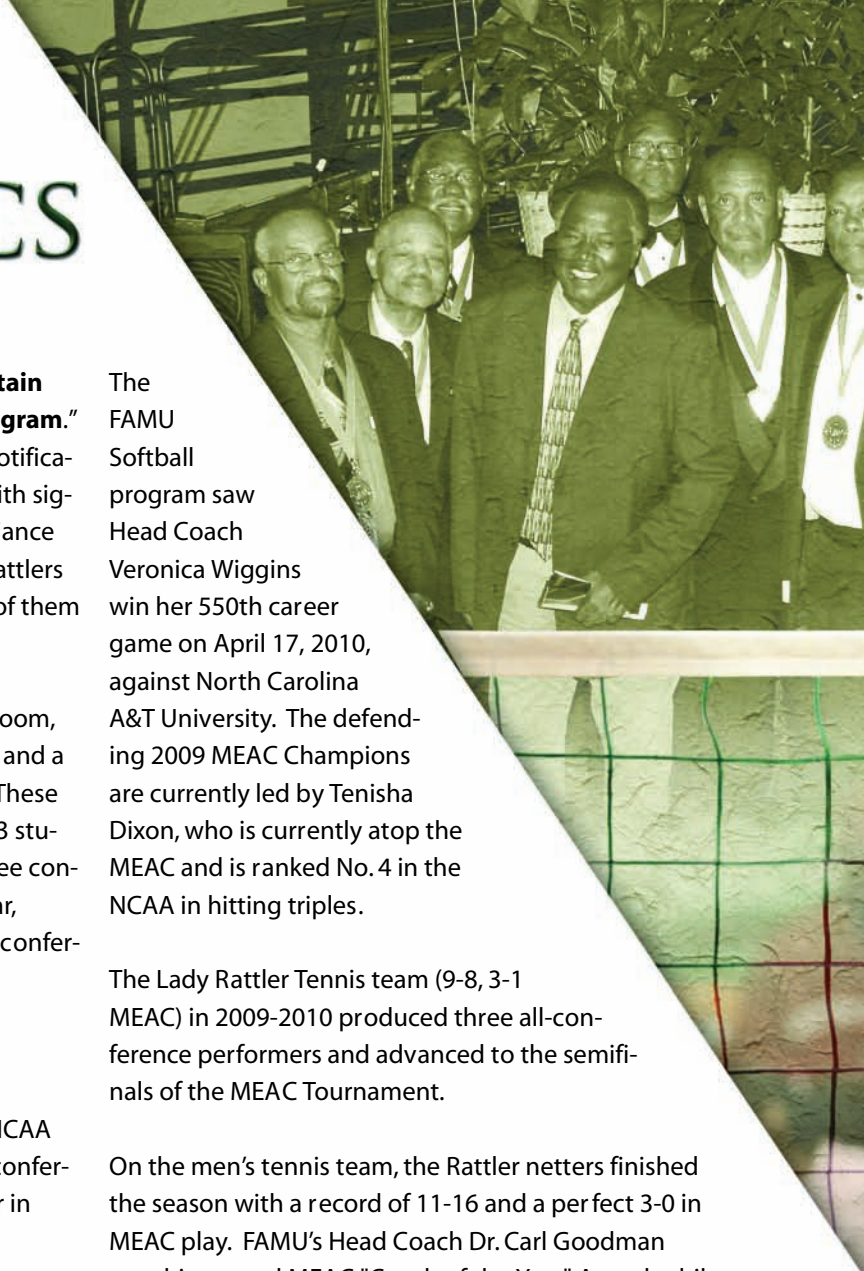 CS
tain
gram."
otifica-
ith sig-
iance
attlers
of them
oom,
and a
These
3 stu-
ee con-
ar,
confer-
NCAA
confer-
r in
The
FAMU
Softball
program saw
Head Coach
Veronica Wiggins
win her 550th career
game on April 17, 2010,
against North Carolina
A&T University. The defend-
ing 2009 MEAC Champions
are currently led by Tenisha
Dixon, who is currently atop the
MEAC and is ranked No. 4 in the
NCAA in hitting triples.
The Lady Rattler Tennis team (9-8, 3-1
MEAC) in 2009-2010 produced three all-con-
ference performers and advanced to the semifi-
nals of the MEAC Tournament.
On the men's tennis team, the Rattler netters finished
the season with a record of 11-16 and a perfect 3-0 in
MEAC play. FAMU's Head Coach Dr. Carl Goodman